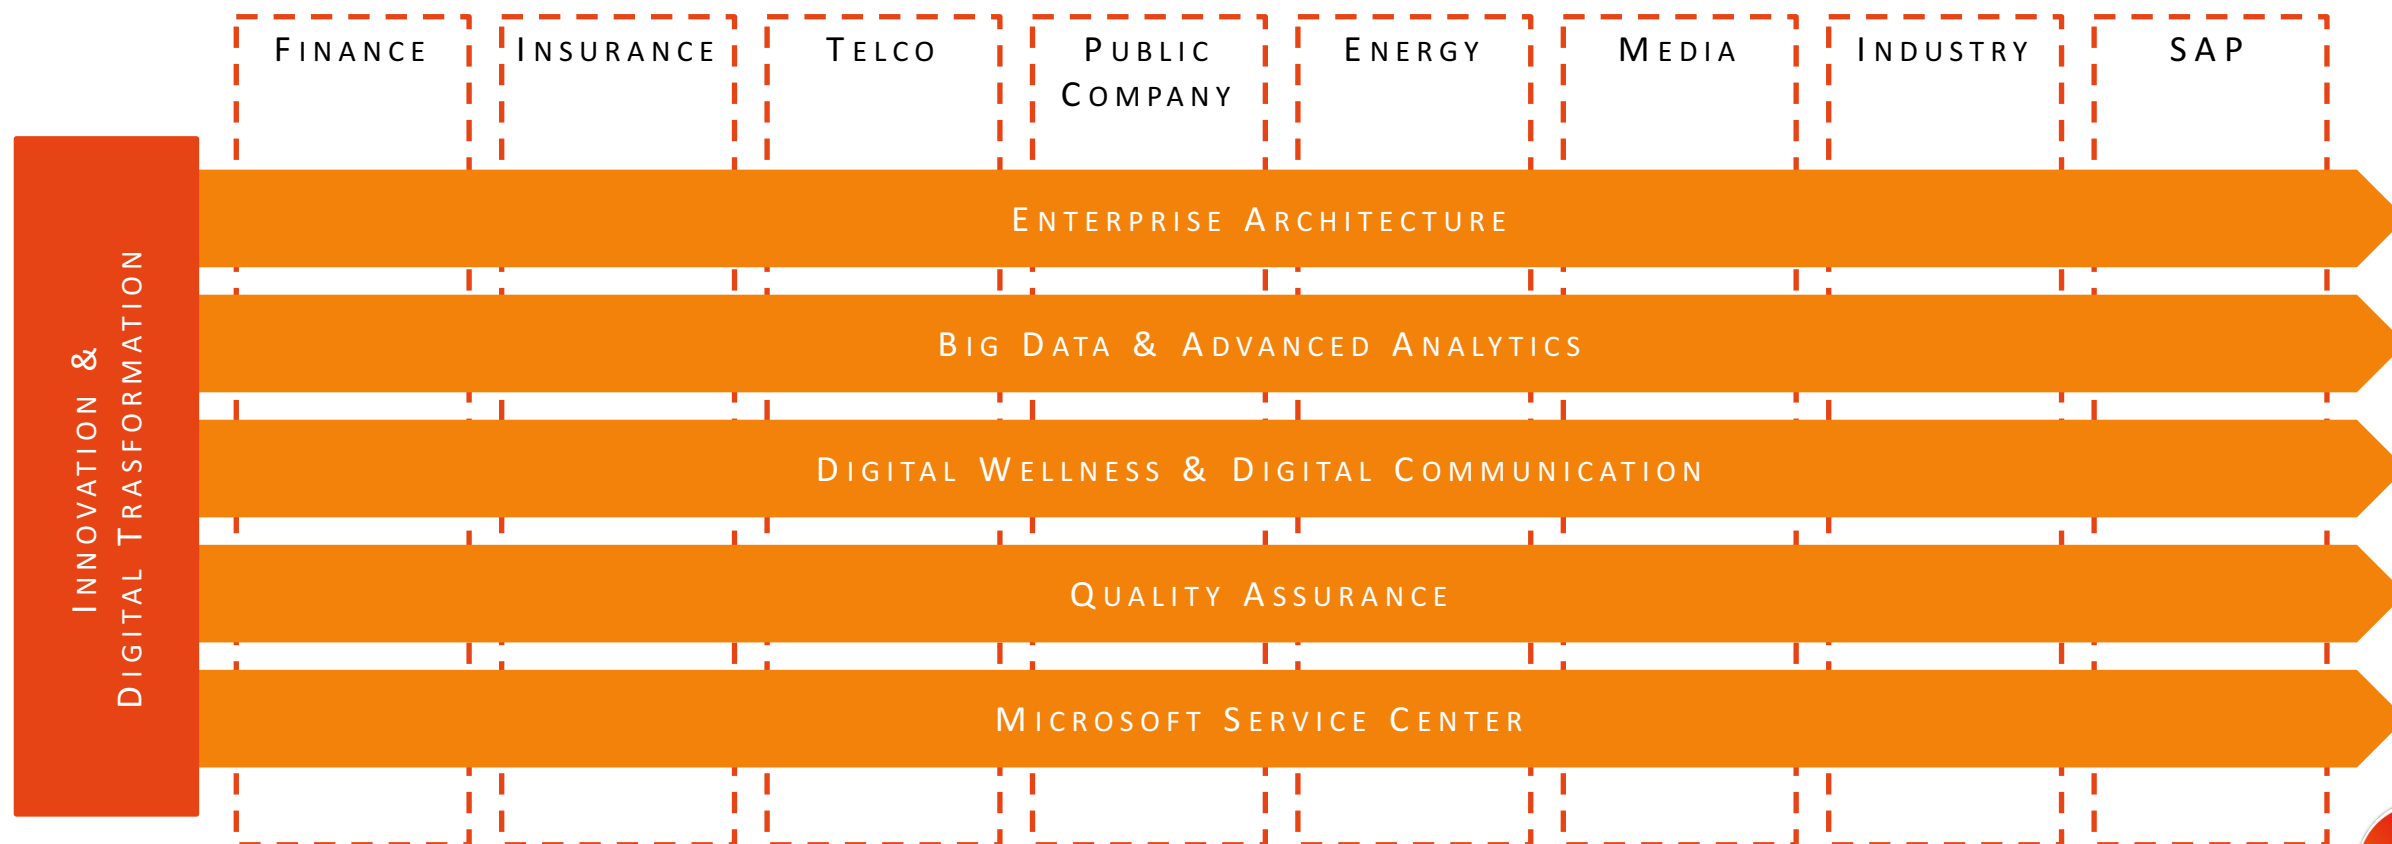 FINANCE
INSURANCE
TELCO
PUBLIC
COMPANY
ENERGY
MEDIA
INDUSTRY
SAP
INNOVATION &
DIGITAL TRASFORMATION
ENTERPRISE ARCHITECTURE
BIG DATA & ADVANCED ANALYTICS
DIGITAL WELLNESS & DIGITAL COMMUNICATION
QUALITY ASSURANCE
MICROSOFT SERVICE CENTER